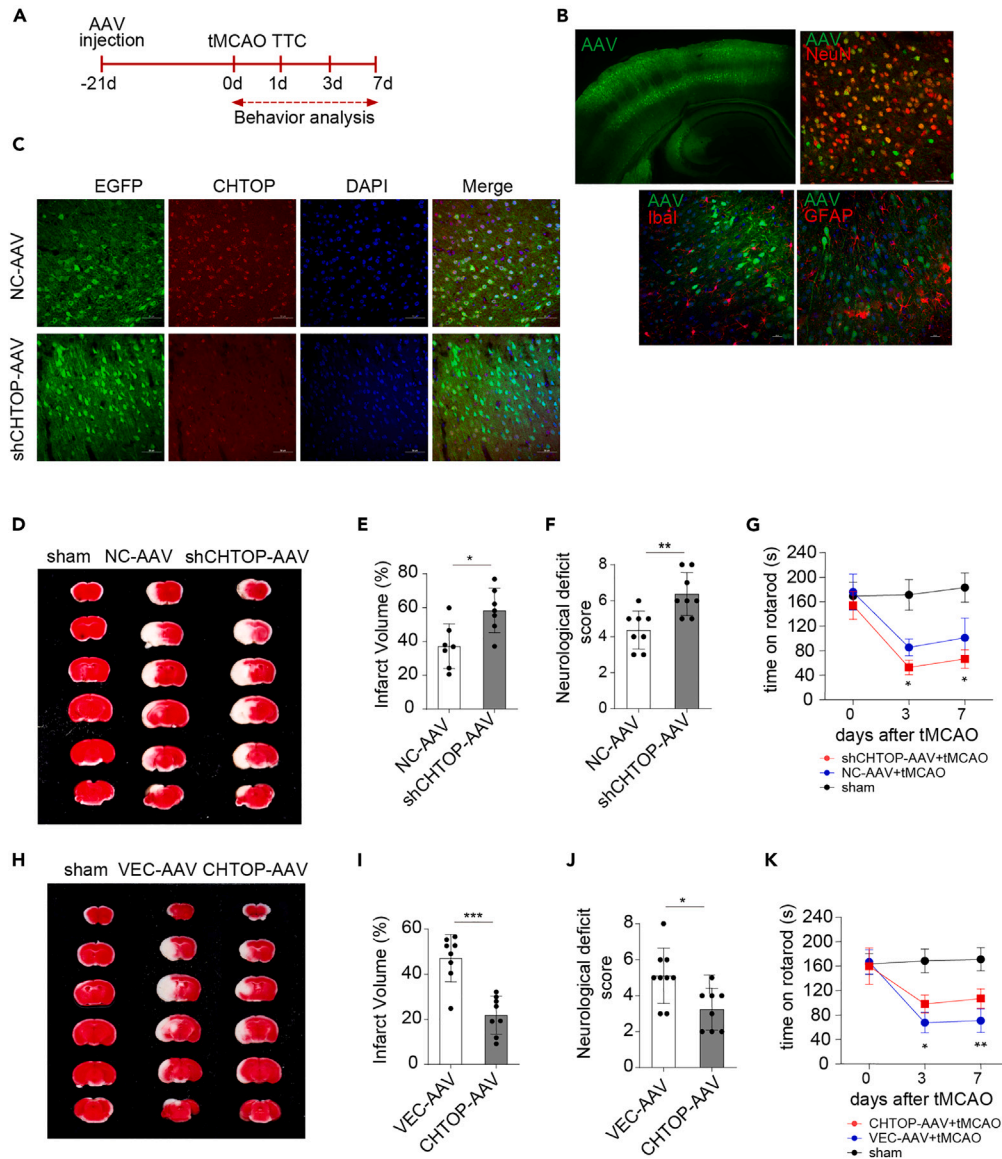 A
AAV
injection
tMCAO TTC
-21d
0d
1d
3d
7d
Behavior analysis
B
AAV
AAV
NeuN
AAV
Ibal
AAV
GFAP
C
EGFP
CHTOP
DAPI
Merge
NC-AAV
shCHTOP-AAV
D
sham
NC-AAV
shCHTOP-AAV
E
Infarct Volume (%)
80
60
40
20
0
*
NC-AAV
shCHTOP-AAV
F
Neurological deficit
score
8
6
4
2
0
**
NC-AAV
shCHTOP-AAV
G
time on rotarod (s)
240
200
160
120
80
40
0
*
*
0
3
7
days after tMCAO
shCHTOP-AAV+tMCAO
NC-AAV+tMCAO
sham
H
sham
VEC-AAV
CHTOP-AAV
I
Infarct Volume (%)
60
40
20
0
***
VEC-AAV
CHTOP-AAV
J
Neurological deficit
score
8
6
4
2
0
*
VEC-AAV
CHTOP-AAV
K
time on rotarod (s)
240
200
160
120
80
40
0
*
**
0
3
7
days after tMCAO
CHTOP-AAV+tMCAO
VEC-AAV+tMCAO
sham